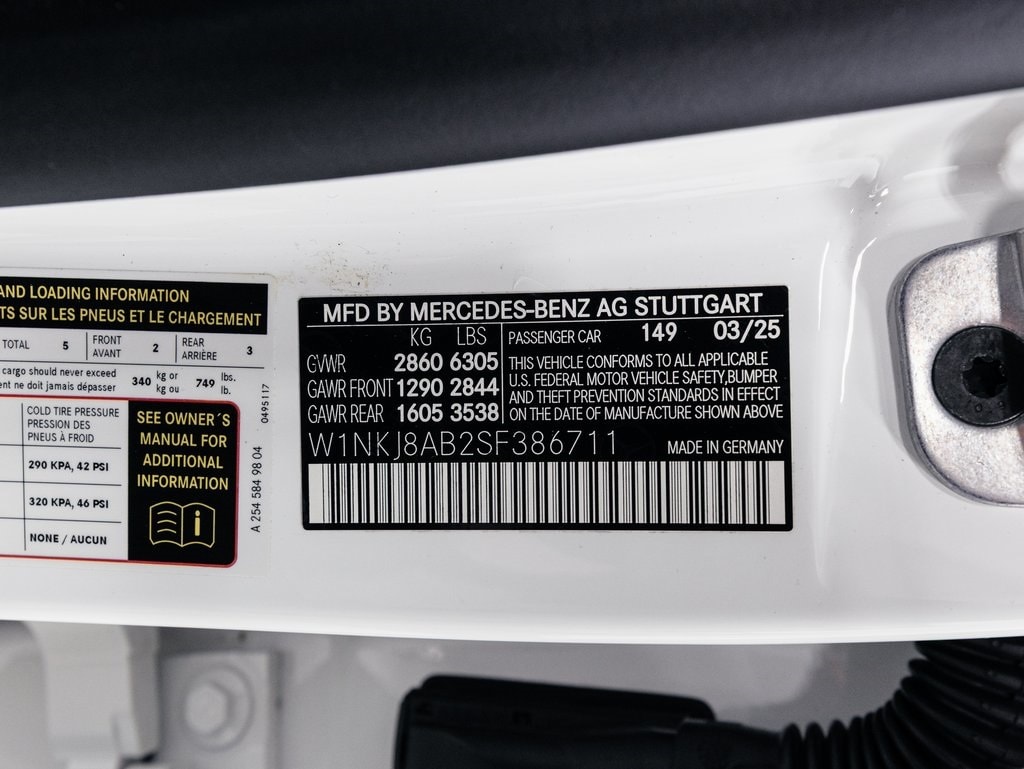 AND LOADING INFORMATION
TS SUR LES PNEUS ET LE CHARGEMENT
TOTAL 5 FRONT AVANT 2 REAR ARRIÈRE 3
cargo should never exceed
ent ne doit jamais dépasser
340 kg or kg ou 749 lbs. lb.
COLD TIRE PRESSURE
PRESSION DES
PNEUS À FROID
290 KPA, 42 PSI
320 KPA, 46 PSI
NONE / AUCUN
SEE OWNER´S
MANUAL FOR
ADDITIONAL
INFORMATION
i
A 254 584 98 04
0495117
MFD BY MERCEDES-BENZ AG STUTTGART
KG LBS
GVWR 2860 6305
GAWR FRONT 1290 2844
GAWR REAR 1605 3538
PASSENGER CAR 149 03/25
THIS VEHICLE CONFORMS TO ALL APPLICABLE
U.S. FEDERAL MOTOR VEHICLE SAFETY,BUMPER
AND THEFT PREVENTION STANDARDS IN EFFECT
ON THE DATE OF MANUFACTURE SHOWN ABOVE
W1NKJ8AB2SF386711 MADE IN GERMANY